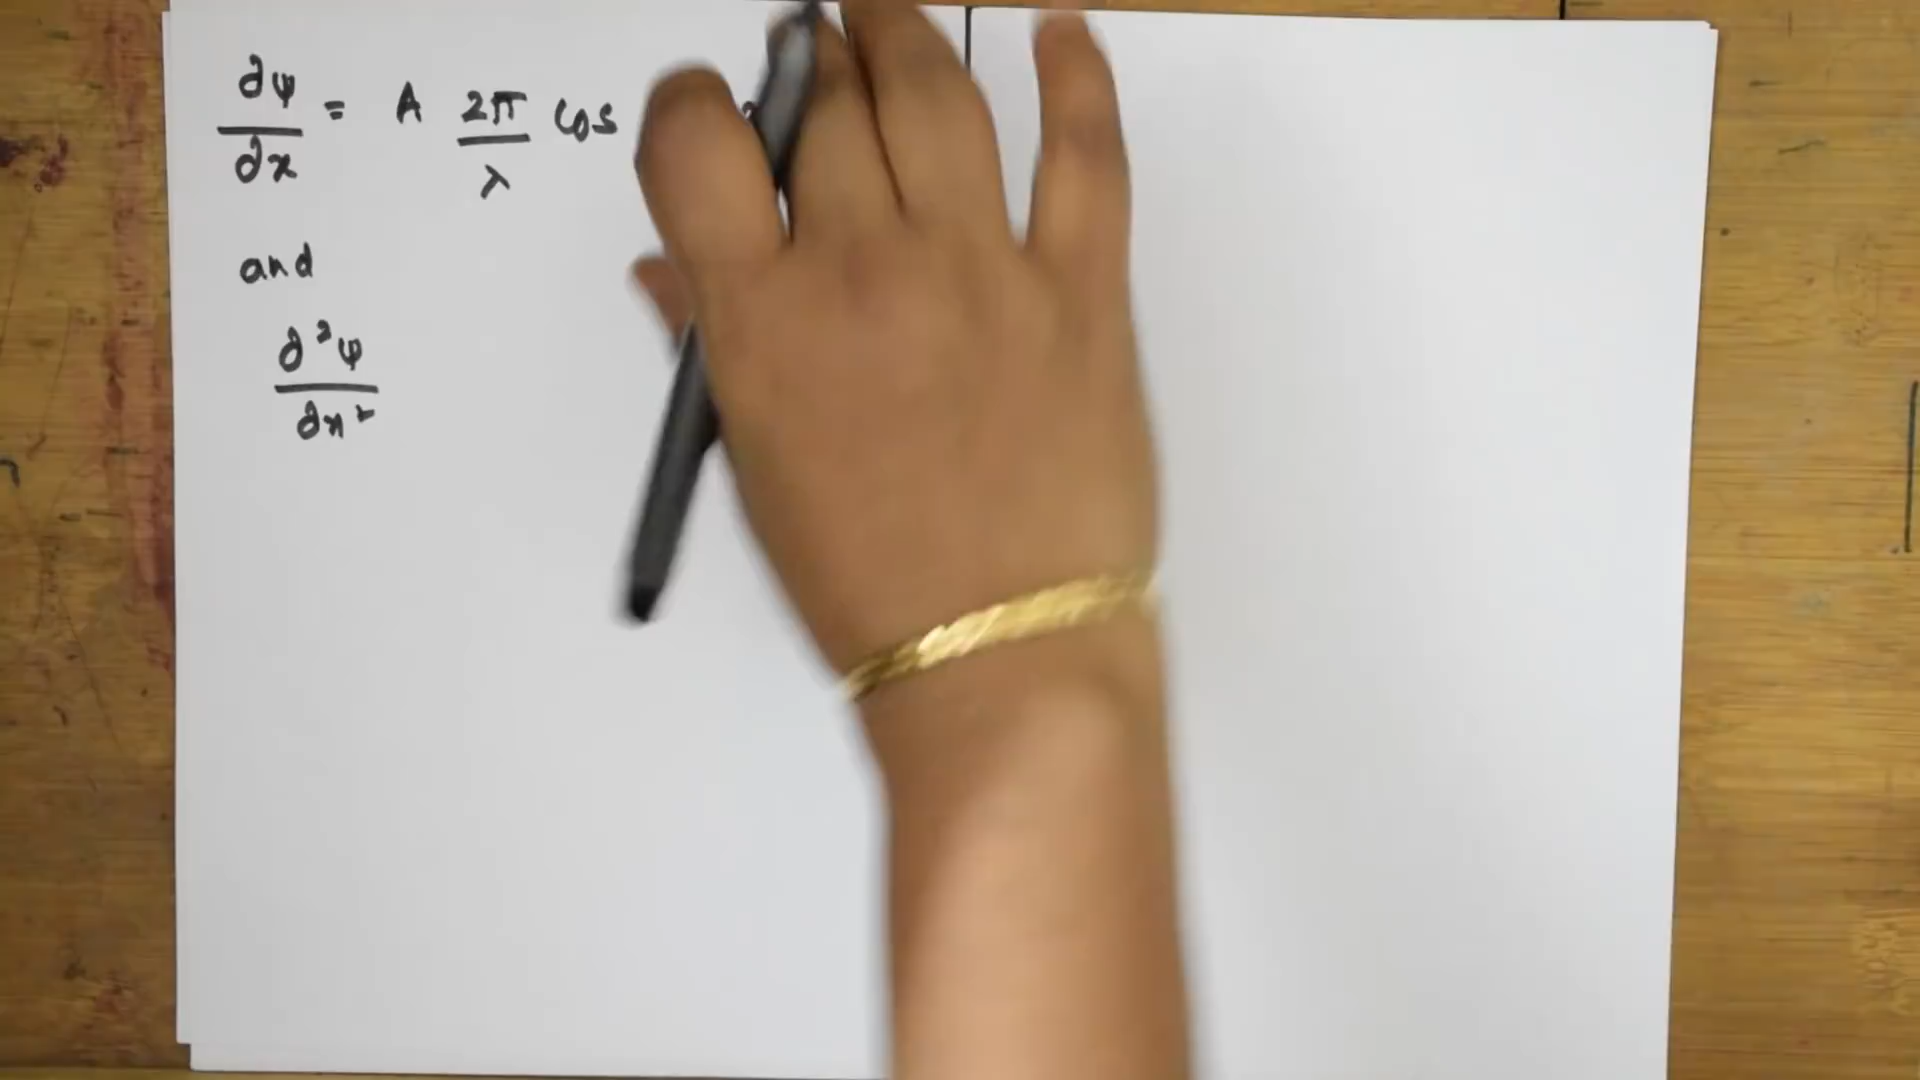 ∂ψ/∂x = A 2π/λ cos
and
∂²ψ/∂x²